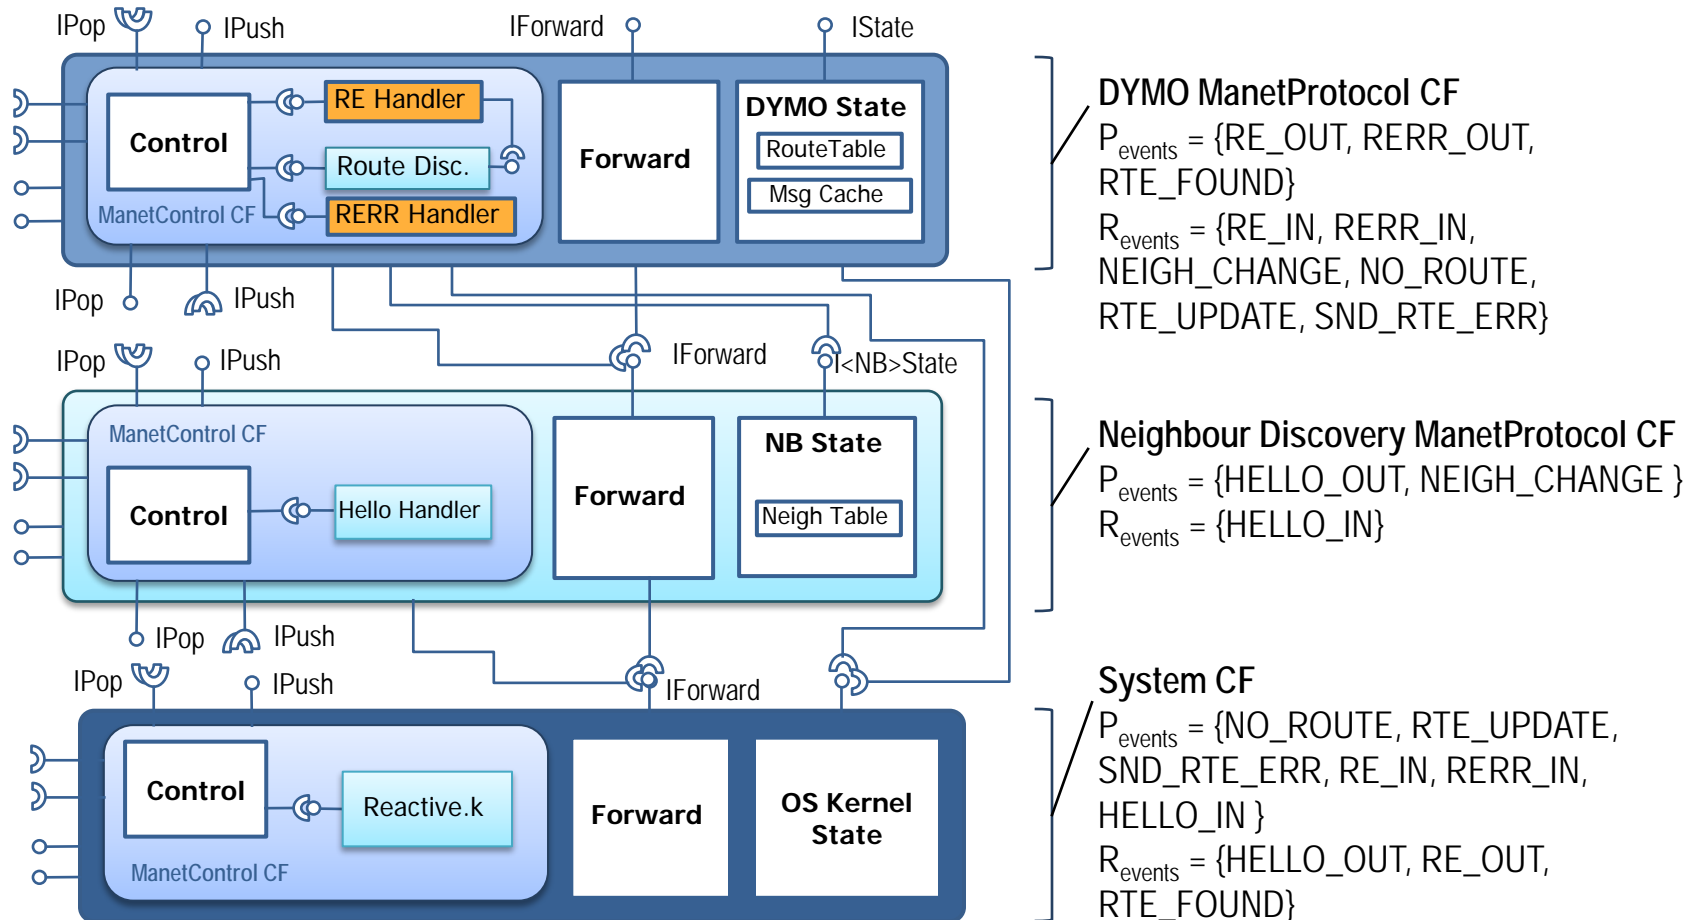 IPop
IPush
IForward
IState
Control
RE Handler
Route Disc.
RERR Handler
ManetControl CF
Forward
DYMO State
RouteTable
Msg Cache
DYMO ManetProtocol CF
Pevents = {RE_OUT, RERR_OUT,
RTE_FOUND}
Revents = {RE_IN, RERR_IN,
NEIGH_CHANGE, NO_ROUTE,
RTE_UPDATE, SND_RTE_ERR}
IPop
IPush
IPop
IPush
IForward
I<NB>State
ManetControl CF
Control
Hello Handler
Forward
NB State
Neigh Table
Neighbour Discovery ManetProtocol CF
Pevents = {HELLO_OUT, NEIGH_CHANGE }
Revents = {HELLO_IN}
IPop
IPush
IPop
IPush
IForward
Control
Reactive.k
ManetControl CF
Forward
OS Kernel
State
System CF
Pevents = {NO_ROUTE, RTE_UPDATE,
SND_RTE_ERR, RE_IN, RERR_IN,
HELLO_IN }
Revents = {HELLO_OUT, RE_OUT,
RTE_FOUND}